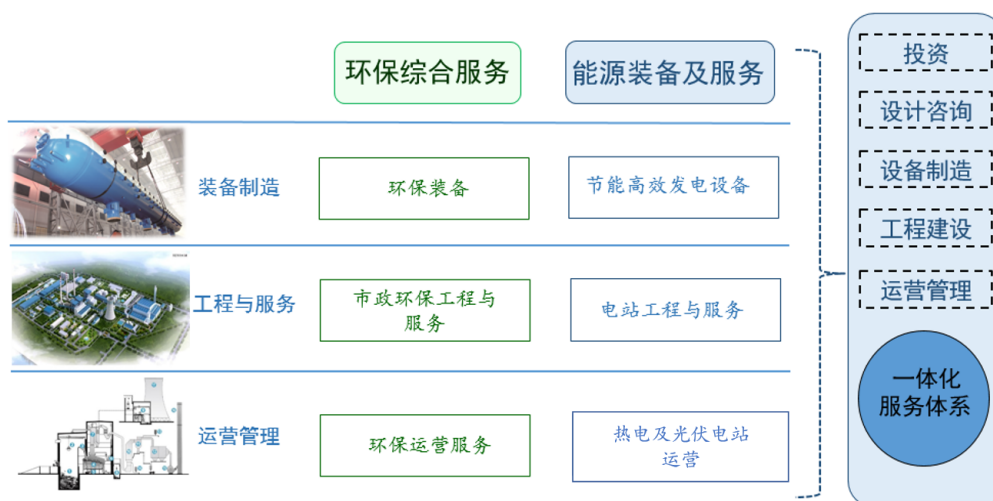 环保综合服务
能源装备及服务
装备制造
环保装备
节能高效发电设备
工程与服务
市政环保工程与
服务
电站工程与服务
运营管理
环保运营服务
热电及光伏电站
运营
投资
设计咨询
设备制造
工程建设
运营管理
一体化
服务体系